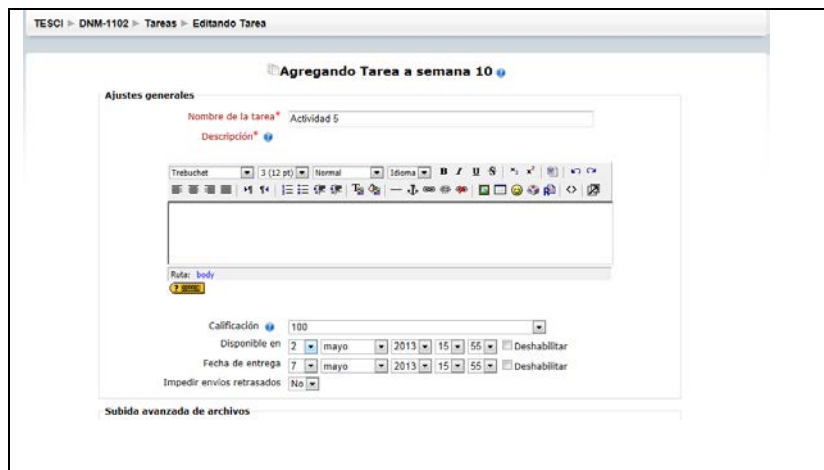 TESCI ► DNM-1102 ► Tareas ► Editando Tarea
Agregando Tarea a semana 10
Ajustes generales
Nombre de la tarea* Actividad 5
Descripción*
Trebuchet 3 (12 pt) Normal Idioma B I U S
Ruta: body
Calificación 100
Disponible en 2 mayo 2013 15 55 Deshabilitar
Fecha de entrega 7 mayo 2013 15 55 Deshabilitar
Impedir envíos retrasados No
Subida avanzada de archivos